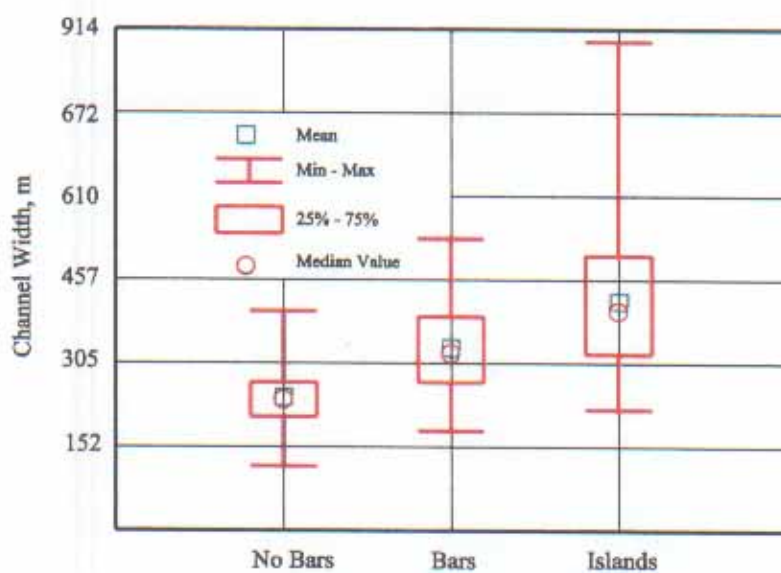 914
672
610
457
305
152
Channel Width, m
Mean
Min - Max
25% - 75%
Median Value
No Bars
Bars
Islands